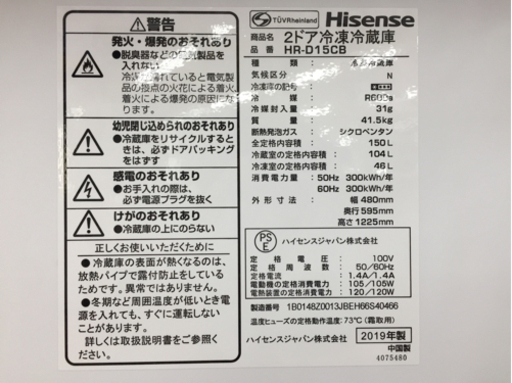 警告
発火・爆発のおそれあり
●脱臭器などの電気製品を
入れない
冷媒が漏れていると電気製
品の接点の火花による着火、
着火による爆発の原因にな
ります。
幼児閉じ込められのおそれあり
●冷蔵庫をリサイクルするとき
は、必ずドアパッキング
をはずす
感電のおそれあり
●お手入れの際は、
必ず電源プラグを抜く
けがのおそれあり
●冷蔵庫の上にのらない
正しくお使いいただくために
●冷蔵庫の表面が熱くなるのは、
放熱パイプで露付防止をしている
ためです。異常ではありません。
●冬期など周囲温度が低いとき電
源を入れても、すぐに運転しない
ことがあります。
詳しくは取扱説明書をご参照くだ
さい。
TÜVRheinland Hisense
商品名 2ドア冷凍冷蔵庫
品番 HR-D15CB
種類
気候区分 N
冷凍庫の記号
冷媒 R600a
冷媒封入量 31g
質量 41.5kg
断熱発泡ガス シクロペンタン
全定格内容積 150L
冷蔵室の定格内容積 104L
冷凍室の定格内容積 46L
消費電力量：50Hz 300kWh/年
60Hz 300kWh/年
外形寸法：幅480mm
奥行595mm
高さ1225mm
PSE ハイセンスジャパン株式会社
定格電圧： 100V
定格周波数： 50/60Hz
定格電流： 1.4A/1.4A
電動機の定格消費電力： 105/105W
電熱装置の定格消費電力： 120/120W
製造番号 1B0148Z0013JBEH66S40466
温度ヒューズの定格動作温度：73℃（霜取用）
ハイセンスジャパン株式会社 2019年製
中国製
4075480